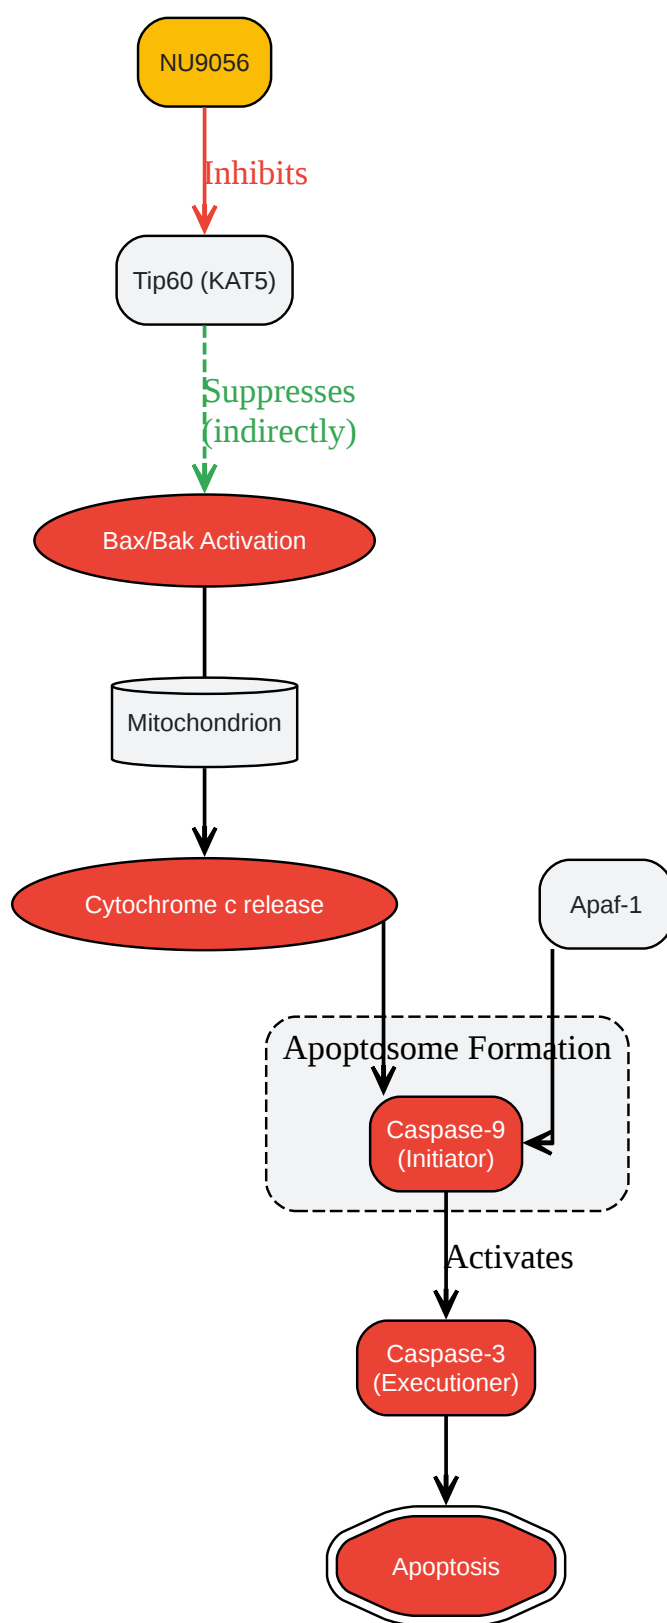 NU9056
Inhibits
Tip60 (KAT5)
Suppresses
(indirectly)
Bax/Bak Activation
Mitochondrion
Cytochrome c release
Apaf-1
Apoptosome Formation
Caspase-9
(Initiator)
Activates
Caspase-3
(Executioner)
Apoptosis